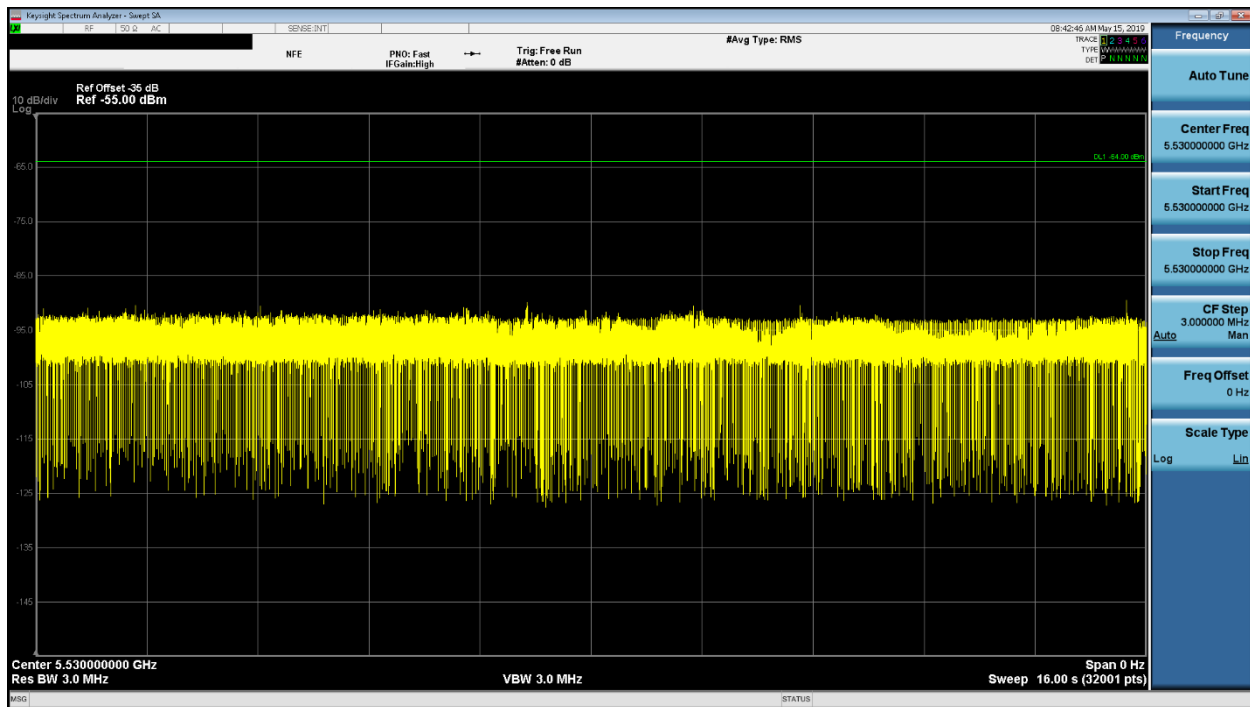 Keysight Spectrum Analyzer - Swept SA
RF 50 Ω AC SENSE:INT 08:42:46 AM May 15, 2019
NFE PNO: Fast Trig: Free Run #Avg Type: RMS TRACE 1 2 3 4 5 6
IFGain:High #Atten: 0 dB TYPE
DET P N N N N N
Ref Offset -35 dB
10 dB/div Ref -55.00 dBm
Log
DL1 -64.00 dBm
-65.0
-75.0
-85.0
-95.0
-105
-115
-125
-135
-145
Center 5.530000000 GHz Span 0 Hz
Res BW 3.0 MHz VBW 3.0 MHz Sweep 16.00 s (32001 pts)
MSG STATUS
Frequency
Auto Tune
Center Freq
5.530000000 GHz
Start Freq
5.530000000 GHz
Stop Freq
5.530000000 GHz
CF Step
3.000000 MHz
Auto Man
Freq Offset
0 Hz
Scale Type
Log Lin